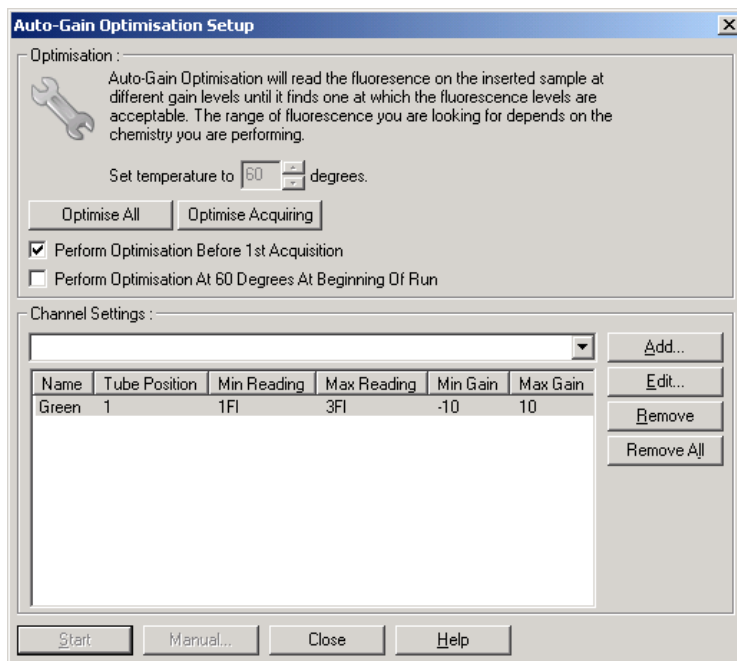 Auto-Gain Optimisation Setup
Optimisation :
Auto-Gain Optimisation will read the fluoresence on the inserted sample at
different gain levels until it finds one at which the fluorescence levels are
acceptable. The range of fluorescence you are looking for depends on the
chemistry you are performing.
Set temperature to 60 degrees.
Optimise All Optimise Acquiring
Perform Optimisation Before 1st Acquisition
Perform Optimisation At 60 Degrees At Beginning Of Run
Channel Settings :
Add...
Name Tube Position Min Reading Max Reading Min Gain Max Gain Edit...
Green 1 1Fl 3Fl -10 10
Remove
Remove All
Start Manual... Close Help